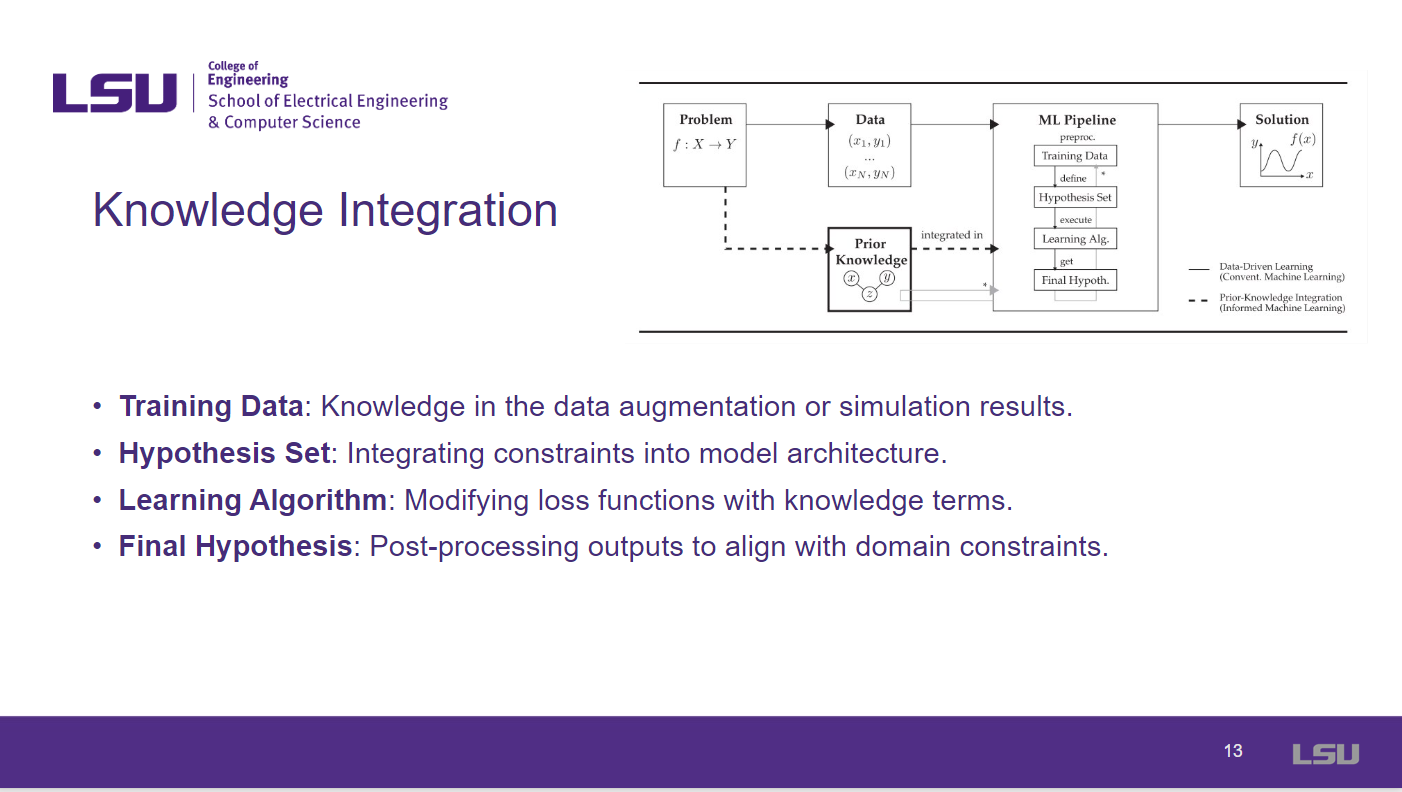 LSU
College of
Engineering
School of Electrical Engineering
& Computer Science
Knowledge Integration
Problem
f : X → Y
Data
(x₁, y₁)
...
(x_N, y_N)
ML Pipeline
preproc.
Training Data
define
*
Hypothesis Set
execute
Learning Alg.
get
Final Hypoth.
Solution
y
f(x)
x
Prior
Knowledge
x
y
z
integrated in
*
Data-Driven Learning
(Convent. Machine Learning)
Prior-Knowledge Integration
(Informed Machine Learning)
• Training Data: Knowledge in the data augmentation or simulation results.
• Hypothesis Set: Integrating constraints into model architecture.
• Learning Algorithm: Modifying loss functions with knowledge terms.
• Final Hypothesis: Post-processing outputs to align with domain constraints.
13
LSU